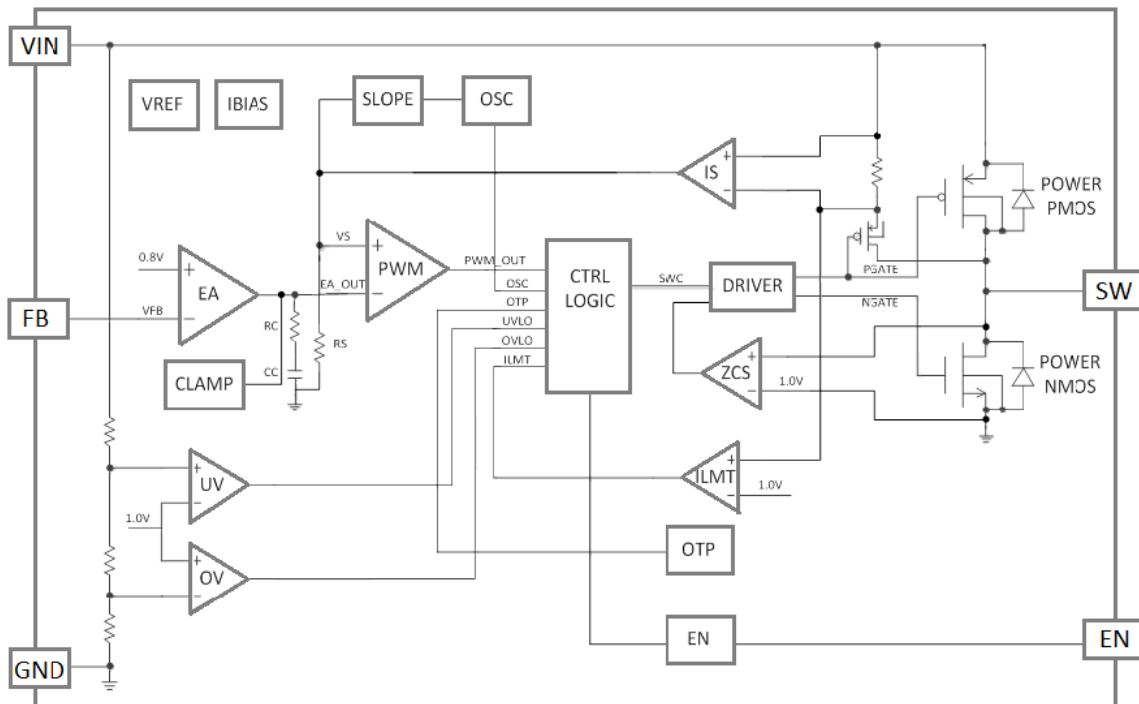 VIN
VREF
IBIAS
SLOPE
OSC
+
IS
−
POWER
PMOS
VS
+
PWM
−
0.8V
+
EA
−
EA_OUT
PWM_OUT
OSC
OTP
UVLO
OVLO
ILMT
CTRL
LOGIC
SWC
DRIVER
PGATE
NGATE
SW
FB
VFB
RC
CC
RS
CLAMP
+
ZCS
−
1.0V
POWER
NMOS
+
UV
−
1.0V
+
OV
−
+
ILMT
−
1.0V
OTP
EN
EN
GND